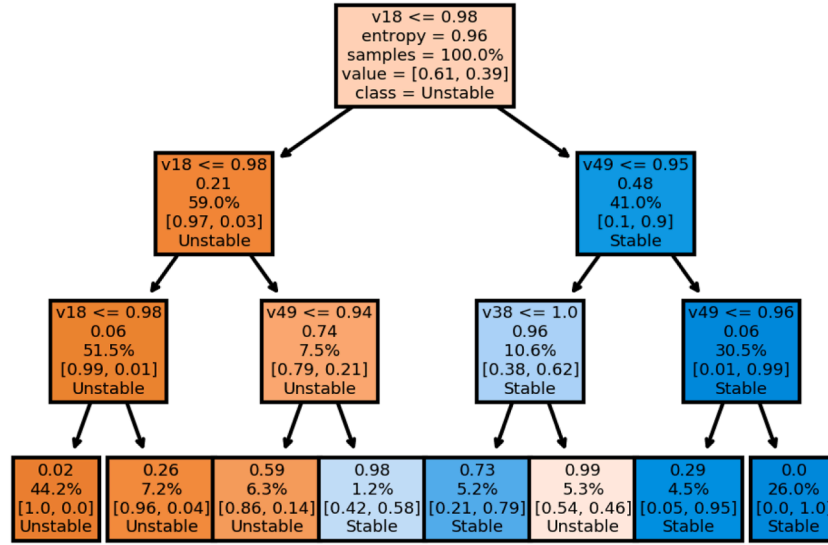 v18 <= 0.98
entropy = 0.96
samples = 100.0%
value = [0.61, 0.39]
class = Unstable
v18 <= 0.98
0.21
59.0%
[0.97, 0.03]
Unstable
v49 <= 0.95
0.48
41.0%
[0.1, 0.9]
Stable
v18 <= 0.98
0.06
51.5%
[0.99, 0.01]
Unstable
v49 <= 0.94
0.74
7.5%
[0.79, 0.21]
Unstable
v38 <= 1.0
0.96
10.6%
[0.38, 0.62]
Stable
v49 <= 0.96
0.06
30.5%
[0.01, 0.99]
Stable
0.02
44.2%
[1.0, 0.0]
Unstable
0.26
7.2%
[0.96, 0.04]
Unstable
0.59
6.3%
[0.86, 0.14]
Unstable
0.98
1.2%
[0.42, 0.58]
Stable
0.73
5.2%
[0.21, 0.79]
Stable
0.99
5.3%
[0.54, 0.46]
Unstable
0.29
4.5%
[0.05, 0.95]
Stable
0.0
26.0%
[0.0, 1.0]
Stable